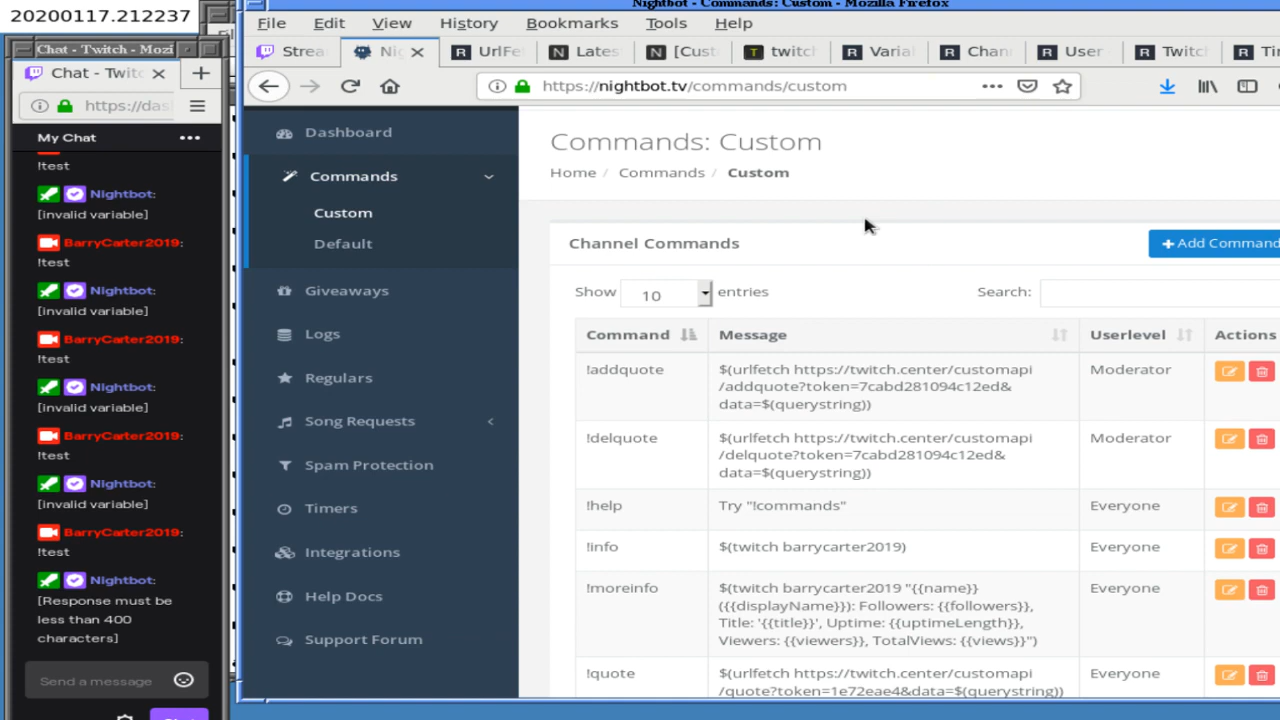 20200117.212237
Chat - Twitch - Mozi
Chat - Twitc
https://das
My Chat
!test
Nightbot:
[invalid variable]
BarryCarter2019:
!test
Nightbot:
[invalid variable]
BarryCarter2019:
!test
Nightbot:
[invalid variable]
BarryCarter2019:
!test
Nightbot:
[invalid variable]
BarryCarter2019:
!test
Nightbot:
[Response must be
less than 400
characters]
Send a message
Nightbot - Commands: Custom - Mozilla Firefox
File Edit View History Bookmarks Tools Help
Strea Nig UrlFe Lates [Cust twitch Varia Chan User Twitc Tin
https://nightbot.tv/commands/custom
Dashboard
Commands
Custom
Default
Giveaways
Logs
Regulars
Song Requests
Spam Protection
Timers
Integrations
Help Docs
Support Forum
Commands: Custom
Home / Commands / Custom
Channel Commands
+ Add Command
Show 10 entries Search:
Command Message Userlevel Actions
!addquote $(urlfetch https://twitch.center/customapi Moderator
/addquote?token=7cabd281094c12ed&
data=$(querystring))
!delquote $(urlfetch https://twitch.center/customapi Moderator
/delquote?token=7cabd281094c12ed&
data=$(querystring))
!help Try "!commands" Everyone
!info $(twitch barrycarter2019) Everyone
!moreinfo $(twitch barrycarter2019 "{{name}} Everyone
({{displayName}}): Followers: {{followers}},
Title: '{{title}}', Uptime: {{uptimeLength}},
Viewers: {{viewers}}, TotalViews: {{views}}")
!quote $(urlfetch https://twitch.center/customapi Everyone
/quote?token=1e72eae4&data=$(querystring))